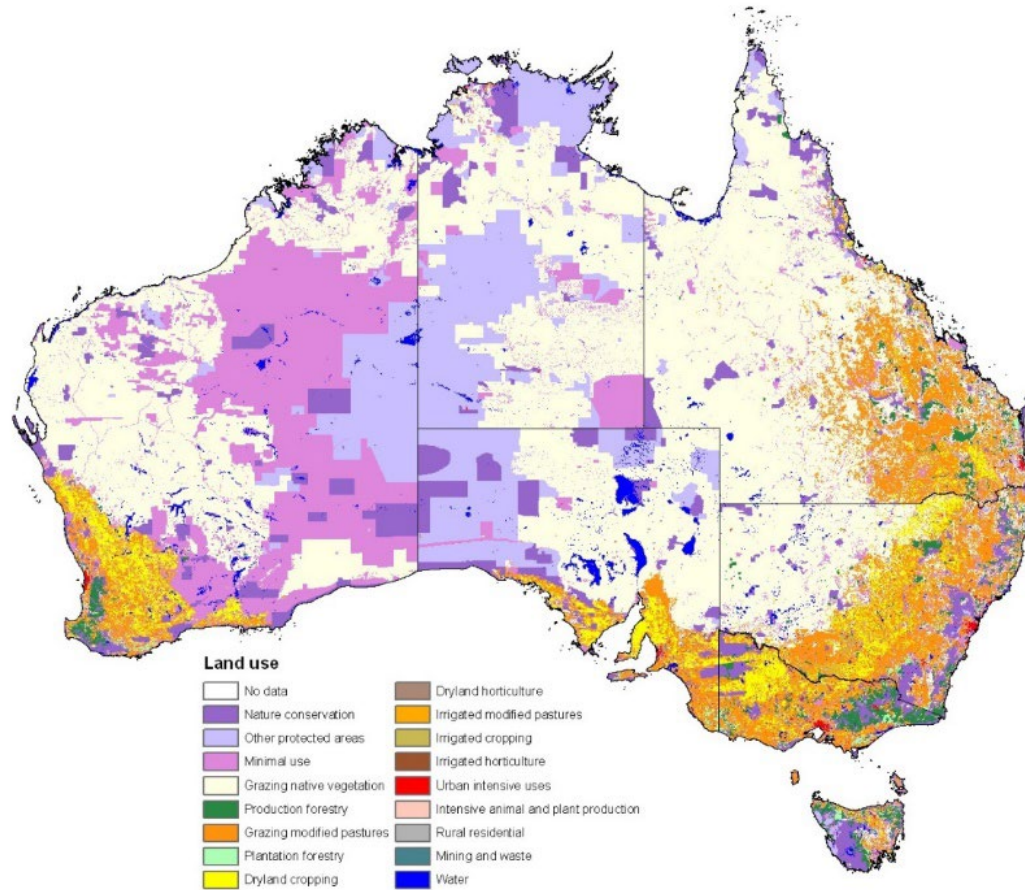 Land use
No data
Nature conservation
Other protected areas
Minimal use
Grazing native vegetation
Production forestry
Grazing modified pastures
Plantation forestry
Dryland cropping
Dryland horticulture
Irrigated modified pastures
Irrigated cropping
Irrigated horticulture
Urban intensive uses
Intensive animal and plant production
Rural residential
Mining and waste
Water